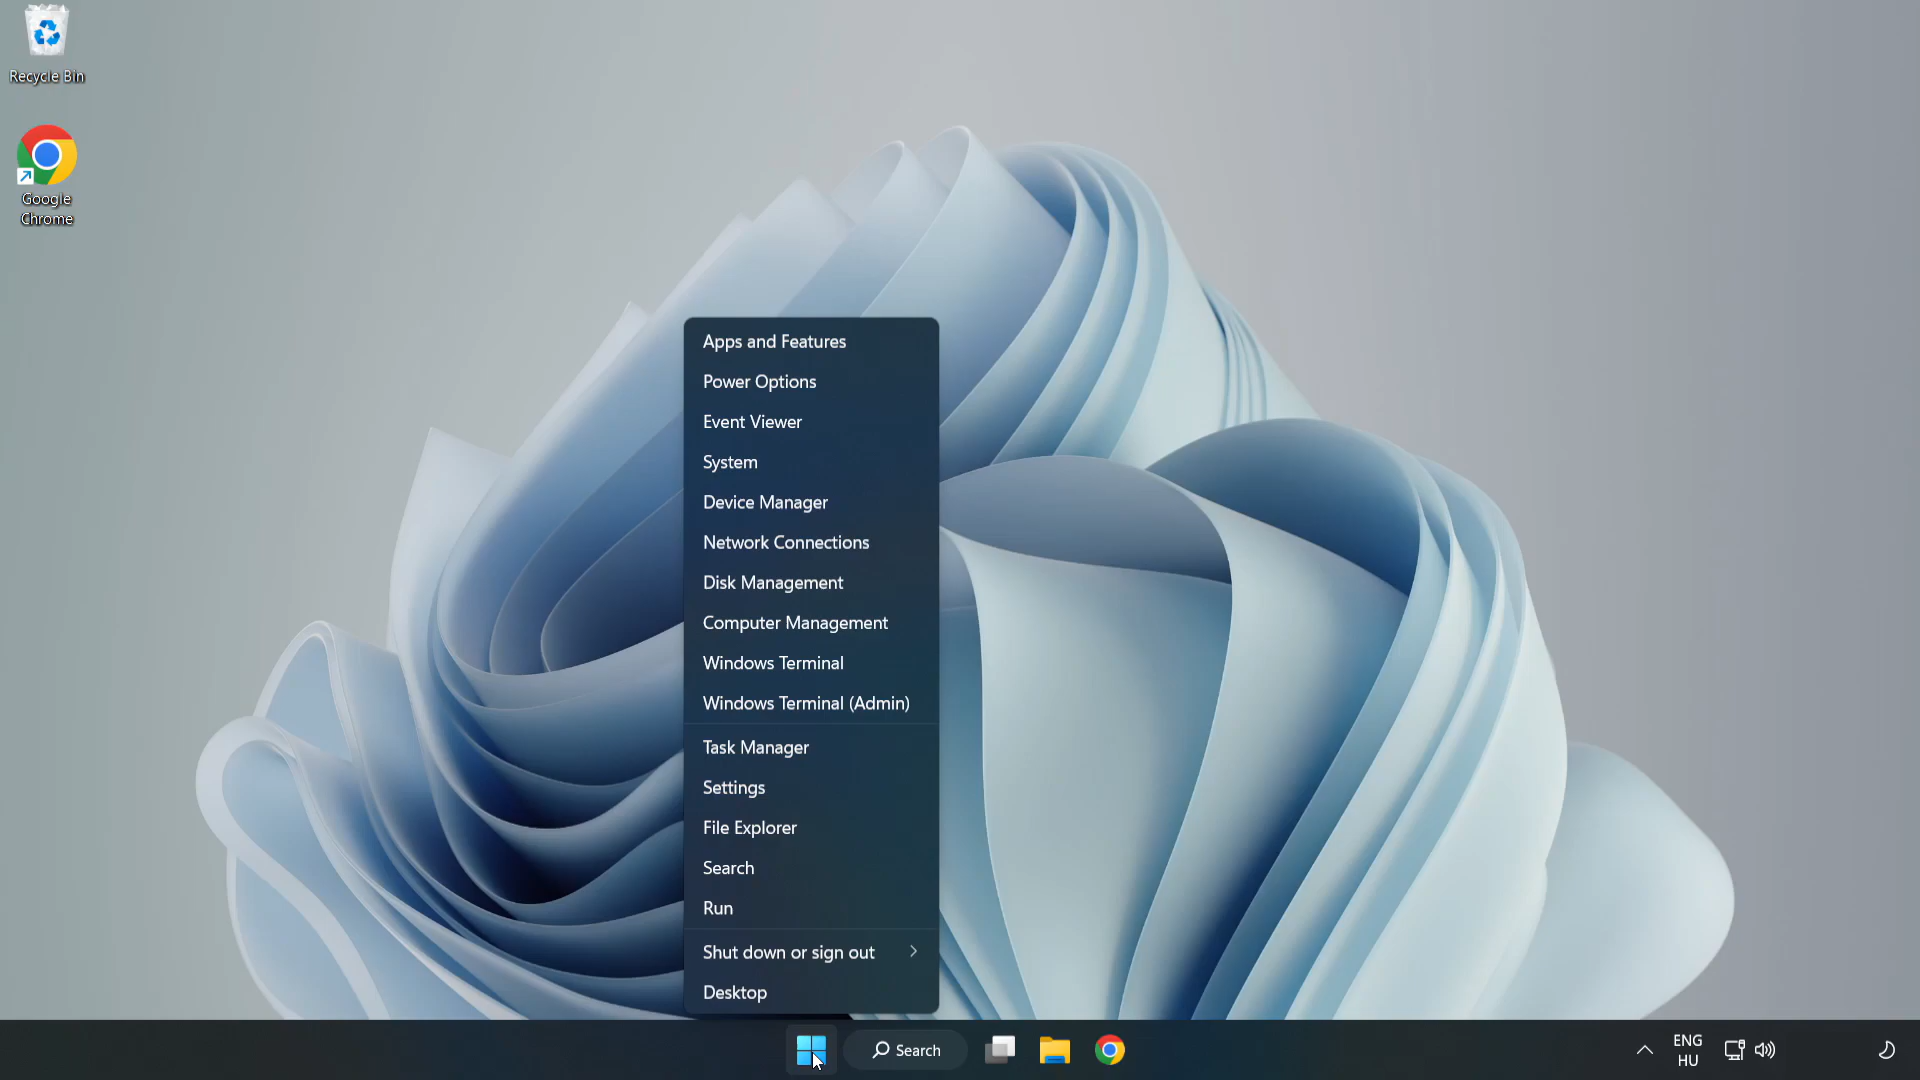 Recycle Bin
Google
Chrome
Apps and Features
Power Options
Event Viewer
System
Device Manager
Network Connections
Disk Management
Computer Management
Windows Terminal
Windows Terminal (Admin)
Task Manager
Settings
File Explorer
Search
Run
Shut down or sign out
Desktop
Search
ENG
HU